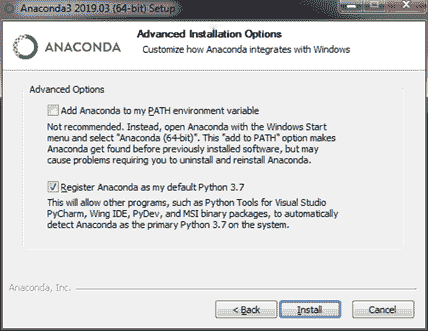 Anaconda3 2019.03 (64-bit) Setup
ANACONDA
Advanced Installation Options
Customize how Anaconda integrates with Windows
Advanced Options
Add Anaconda to my PATH environment variable
Not recommended. Instead, open Anaconda with the Windows Start
menu and select "Anaconda (64-bit)". This "add to PATH" option makes
Anaconda get found before previously installed software, but may
cause problems requiring you to uninstall and reinstall Anaconda.
Register Anaconda as my default Python 3.7
This will allow other programs, such as Python Tools for Visual Studio
PyCharm, Wing IDE, PyDev, and MSI binary packages, to automatically
detect Anaconda as the primary Python 3.7 on the system.
Anaconda, Inc.
< Back
Install
Cancel